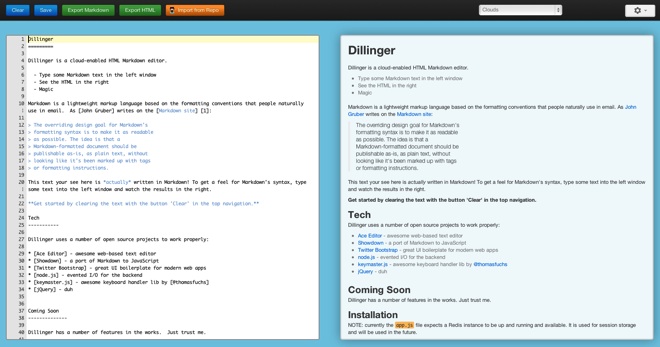 Clear Save Export Markdown Export HTML Import from Repo Clouds
1 Dillinger
2 =========
3
4 Dillinger is a cloud-enabled HTML Markdown editor.
5
6 - Type some Markdown text in the left window
7 - See the HTML in the right
8 - Magic
9
10 Markdown is a lightweight markup language based on the formatting conventions that people naturally
use in email.  As [John Gruber] writes on the [Markdown site] [1]:
11
12 > The overriding design goal for Markdown's
13 > formatting syntax is to make it as readable
14 > as possible. The idea is that a
15 > Markdown-formatted document should be
16 > publishable as-is, as plain text, without
17 > looking like it's been marked up with tags
18 > or formatting instructions.
19
20 This text your see here is *actually* written in Markdown! To get a feel for Markdown's syntax, type
some text into the left window and watch the results in the right.
21
22 **Get started by clearing the text with the button 'Clear' in the top navigation.**
23
24 Tech
25 -----------
26
27 Dillinger uses a number of open source projects to work properly:
28
29 * [Ace Editor] - awesome web-based text editor
30 * [Showdown] - a port of Markdown to JavaScript
31 * [Twitter Bootstrap] - great UI boilerplate for modern web apps
32 * [node.js] - evented I/O for the backend
33 * [keymaster.js] - awesome keyboard handler lib by [@thomasfuchs]
34 * [jQuery] - duh
35
36
37 Coming Soon
38 --------------
39
40 Dillinger has a number of features in the works.  Just trust me.
41
Dillinger
Dillinger is a cloud-enabled HTML Markdown editor.
Type some Markdown text in the left window
See the HTML in the right
Magic
Markdown is a lightweight markup language based on the formatting conventions that people naturally use in email. As John
Gruber writes on the Markdown site:
The overriding design goal for Markdown's
formatting syntax is to make it as readable
as possible. The idea is that a
Markdown-formatted document should be
publishable as-is, as plain text, without
looking like it's been marked up with tags
or formatting instructions.
This text your see here is actually written in Markdown! To get a feel for Markdown's syntax, type some text into the left window
and watch the results in the right.
Get started by clearing the text with the button 'Clear' in the top navigation.
Tech
Dillinger uses a number of open source projects to work properly:
Ace Editor - awesome web-based text editor
Showdown - a port of Markdown to JavaScript
Twitter Bootstrap - great UI boilerplate for modern web apps
node.js - evented I/O for the backend
keymaster.js - awesome keyboard handler lib by @thomasfuchs
jQuery - duh
Coming Soon
Dillinger has a number of features in the works. Just trust me.
Installation
NOTE: currently the app.js file expects a Redis instance to be up and running and available. It is used for session storage
and will be used in the future.